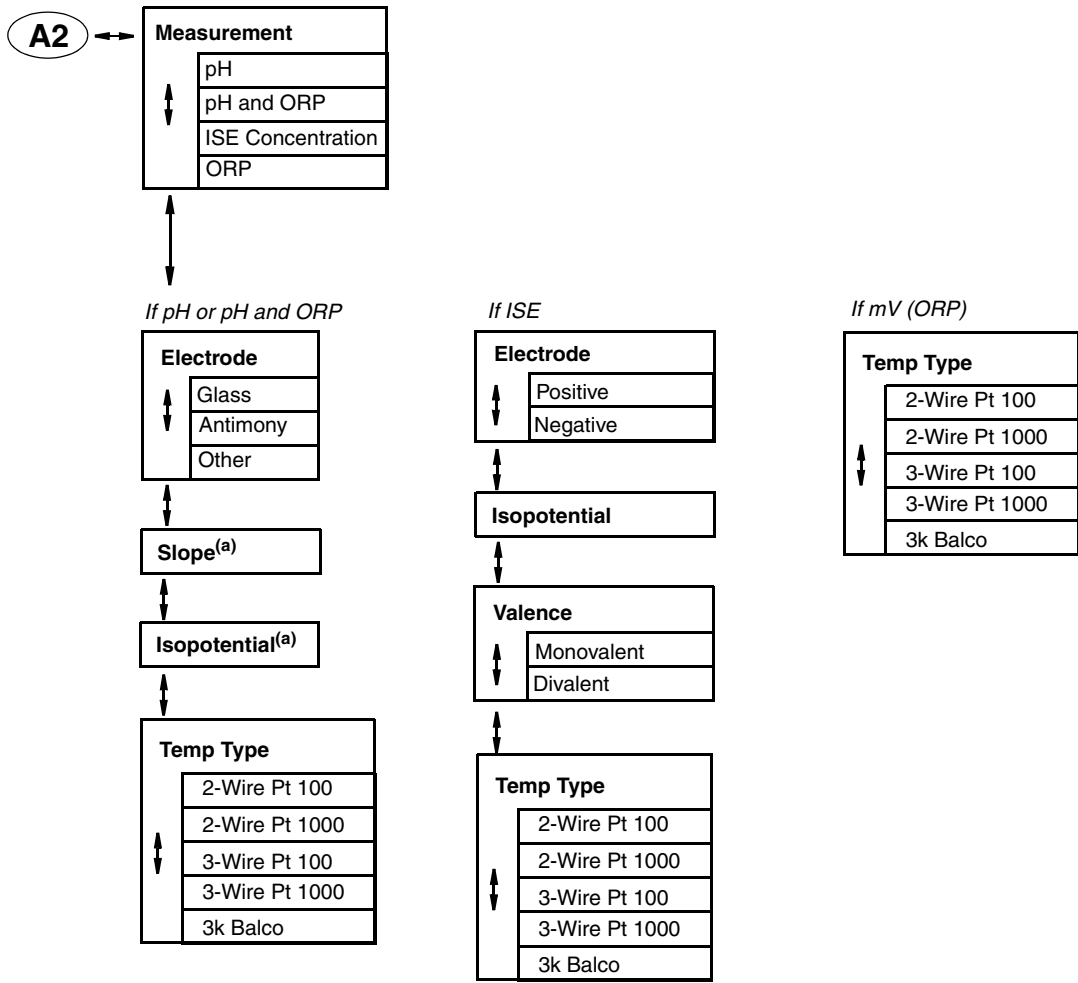 A2
Measurement
pH
pH and ORP
ISE Concentration
ORP
If pH or pH and ORP
Electrode
Glass
Antimony
Other
Slope(a)
Isopotential(a)
Temp Type
2-Wire Pt 100
2-Wire Pt 1000
3-Wire Pt 100
3-Wire Pt 1000
3k Balco
If ISE
Electrode
Positive
Negative
Isopotential
Valence
Monovalent
Divalent
Temp Type
2-Wire Pt 100
2-Wire Pt 1000
3-Wire Pt 100
3-Wire Pt 1000
3k Balco
If mV (ORP)
Temp Type
2-Wire Pt 100
2-Wire Pt 1000
3-Wire Pt 100
3-Wire Pt 1000
3k Balco